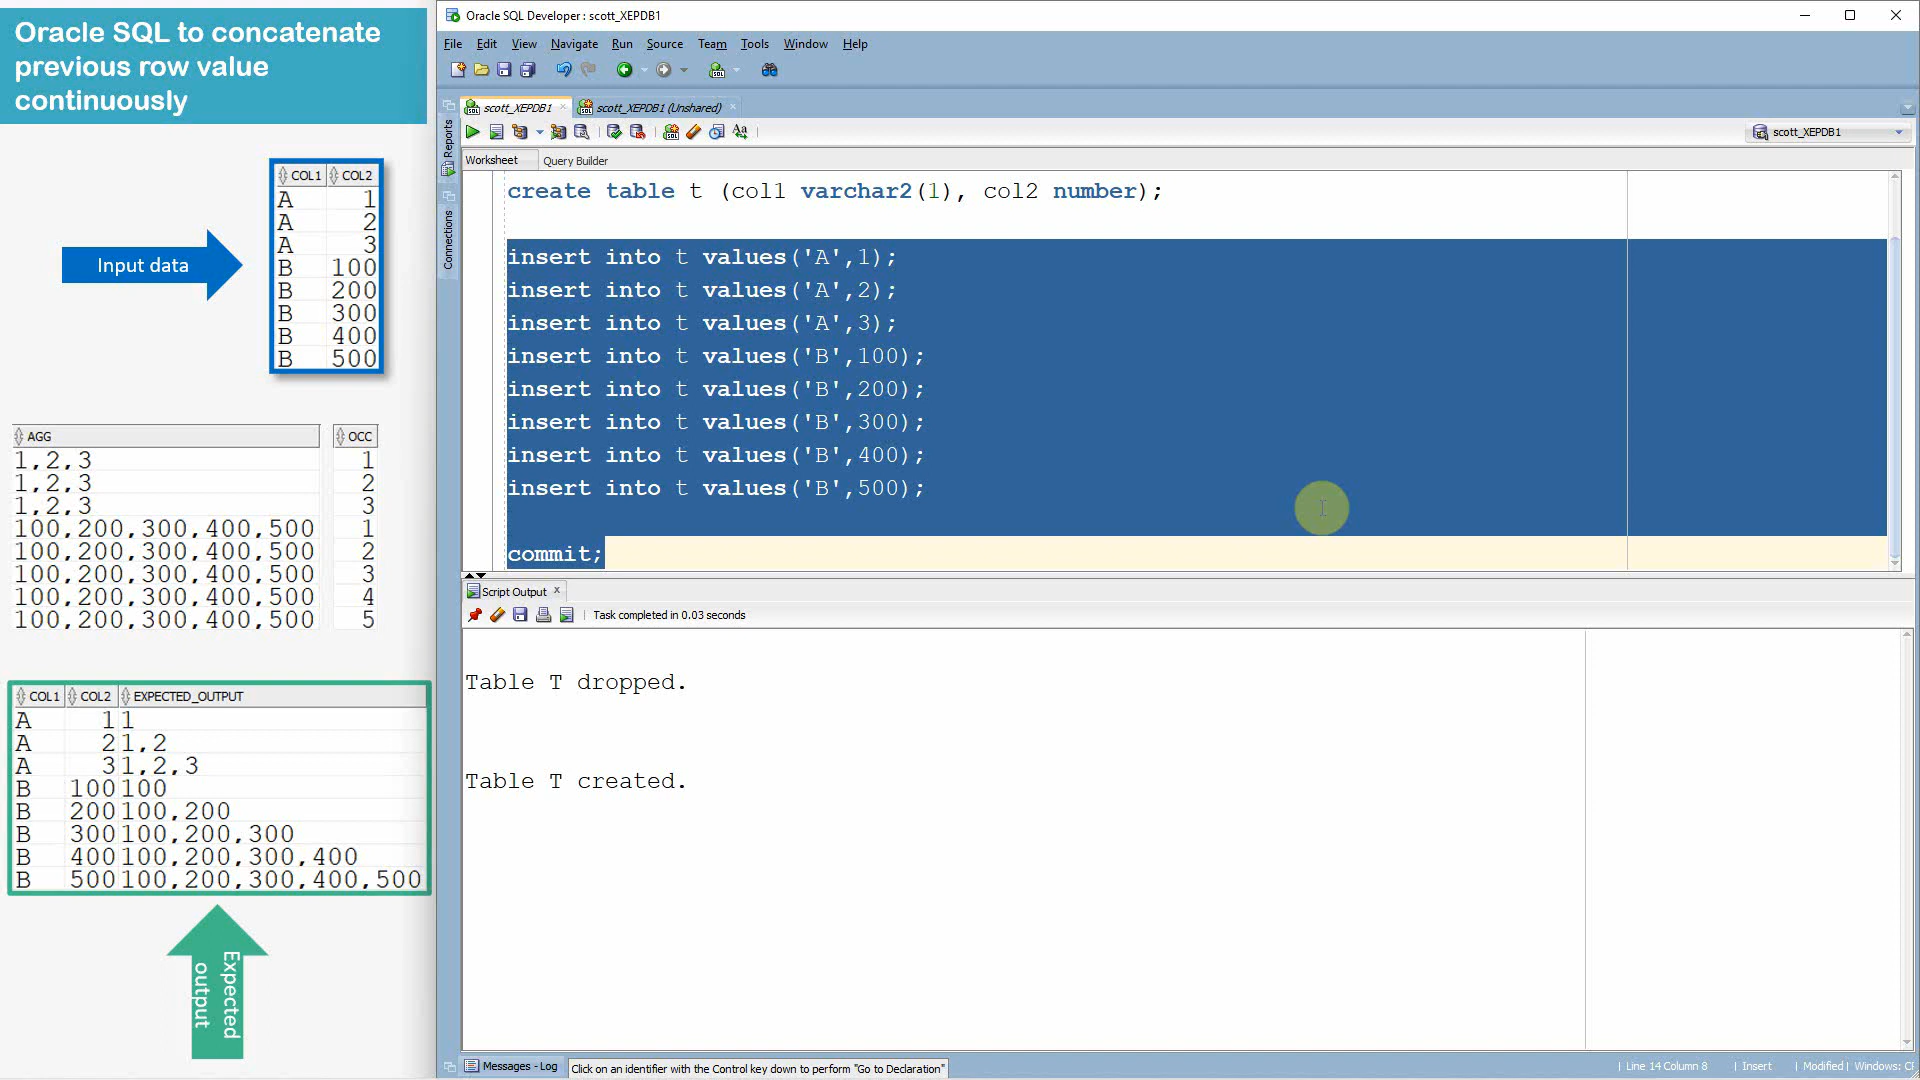 Oracle SQL to concatenate
previous row value
continuously
Input data
COL1 COL2
A 1
A 2
A 3
B 100
B 200
B 300
B 400
B 500
AGG OCC
1,2,3 1
1,2,3 2
1,2,3 3
100,200,300,400,500 1
100,200,300,400,500 2
100,200,300,400,500 3
100,200,300,400,500 4
100,200,300,400,500 5
COL1 COL2 EXPECTED_OUTPUT
A 1 1
A 2 1,2
A 3 1,2,3
B 100 100
B 200 100,200
B 300 100,200,300
B 400 100,200,300,400
B 500 100,200,300,400,500
Expected
output
Oracle SQL Developer : scott_XEPDB1
File Edit View Navigate Run Source Team Tools Window Help
scott_XEPDB1 scott_XEPDB1 (Unshared)
scott_XEPDB1
Reports
Connections
Worksheet Query Builder
create table t (col1 varchar2(1), col2 number);
insert into t values('A',1);
insert into t values('A',2);
insert into t values('A',3);
insert into t values('B',100);
insert into t values('B',200);
insert into t values('B',300);
insert into t values('B',400);
insert into t values('B',500);
commit;
Script Output
Task completed in 0.03 seconds
Table T dropped.
Table T created.
Messages - Log
Click on an identifier with the Control key down to perform "Go to Declaration"
Line 14 Column 8 | Insert | Modified | Windows: